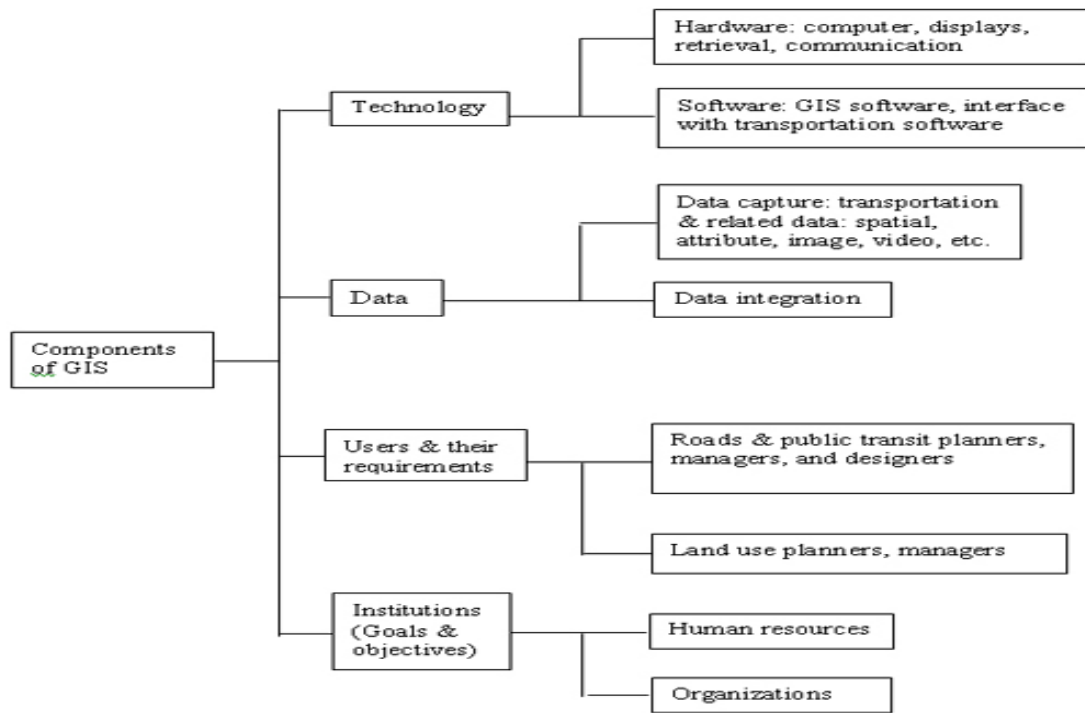 Components
of GIS
Technology
Hardware: computer, displays,
retrieval, communication
Software: GIS software, interface
with transportation software
Data
Data capture: transportation
& related data: spatial,
attribute, image, video, etc.
Data integration
Users & their
requirements
Roads & public transit planners,
managers, and designers
Land use planners, managers
Institutions
(Goals &
objectives)
Human resources
Organizations